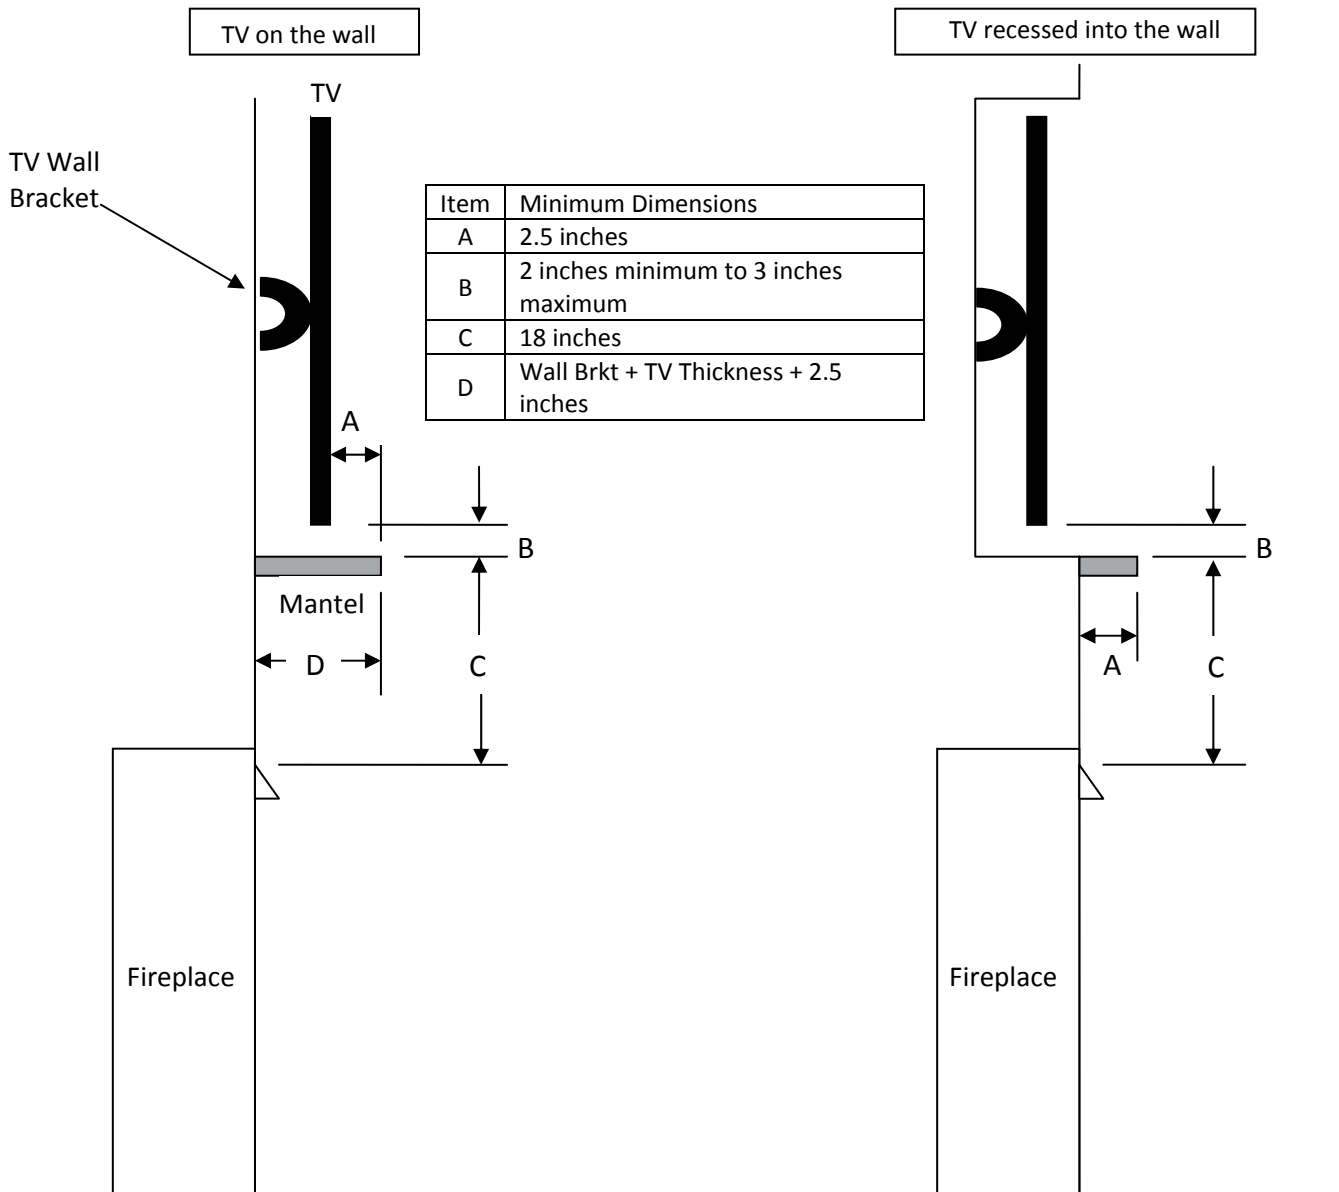 TV on the wall
TV recessed into the wall
TV
TV Wall
Bracket
Item Minimum Dimensions
A 2.5 inches
B 2 inches minimum to 3 inches
maximum
C 18 inches
D Wall Brkt + TV Thickness + 2.5
inches
A
B
Mantel
D
C
Fireplace
B
A
C
Fireplace